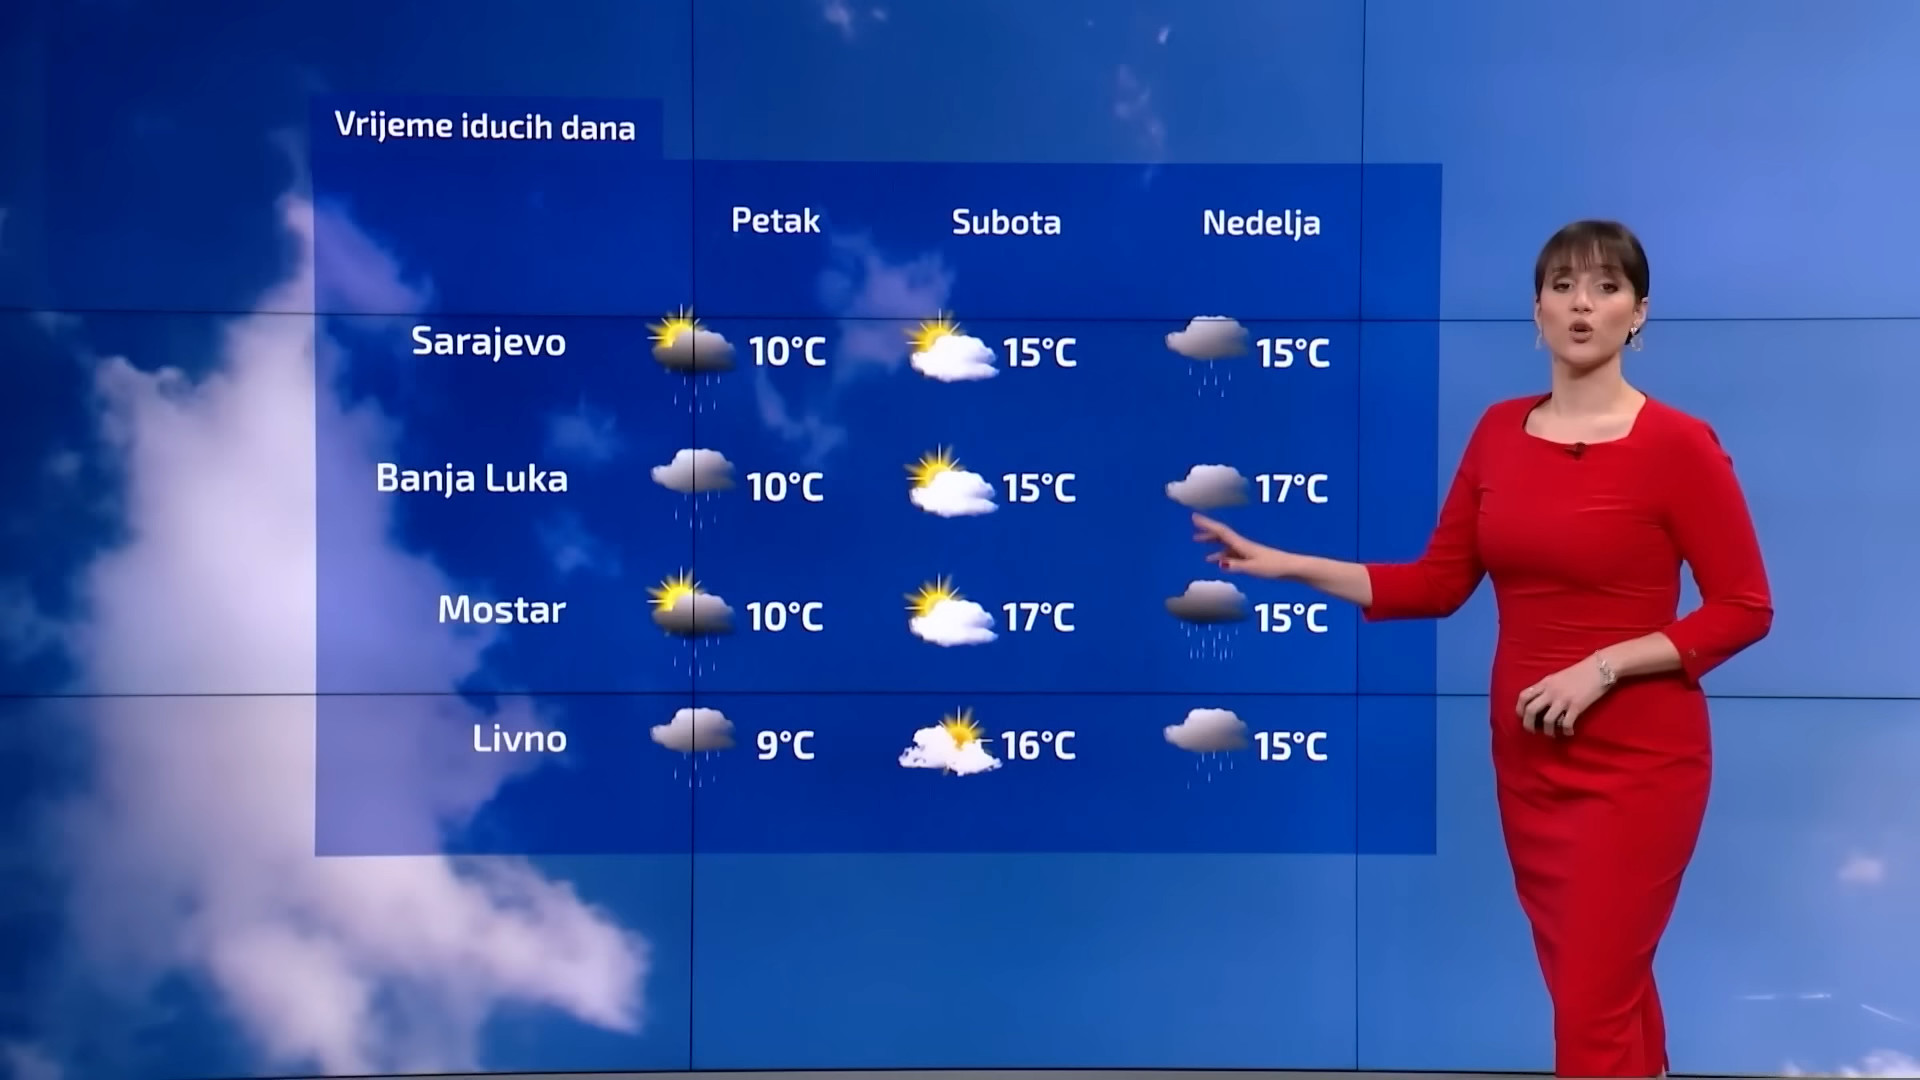 Vrijeme iducih dana
Petak Subota Nedelja
Sarajevo 10°C 15°C 15°C
Banja Luka 10°C 15°C 17°C
Mostar 10°C 17°C 15°C
Livno 9°C 16°C 15°C